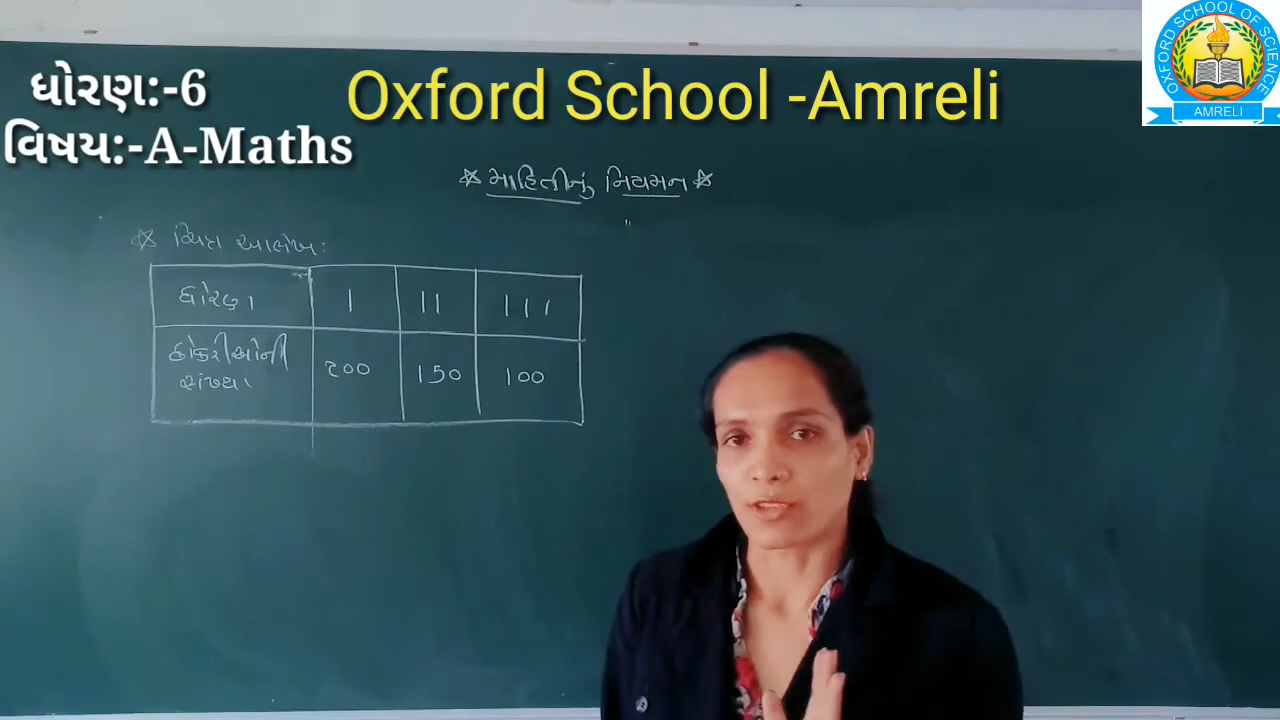 ધોરણ:-6
વિષય:-A-Maths
Oxford School -Amreli
OXFORD SCHOOL OF SCIENCE
AMRELI
☆ માહિતીનું નિયમન ☆
☆ ચિત્ર આલેખ:
ધોરણ | I | II | III
છોકરીઓની | 200 | 150 | 100
સંખ્યા